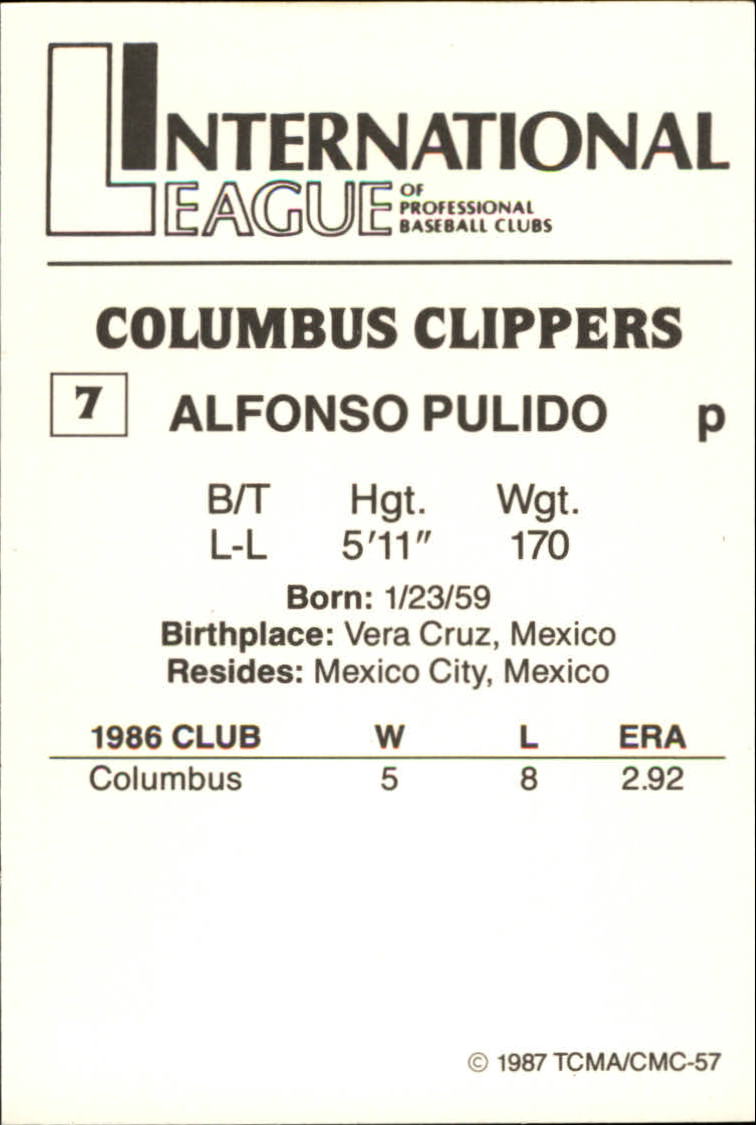 INTERNATIONAL
LEAGUE OF
PROFESSIONAL
BASEBALL CLUBS
COLUMBUS CLIPPERS
7 ALFONSO PULIDO p
B/T Hgt. Wgt.
L-L 5'11" 170
Born: 1/23/59
Birthplace: Vera Cruz, Mexico
Resides: Mexico City, Mexico
1986 CLUB W L ERA
Columbus 5 8 2.92
© 1987 TCMA/CMC-57